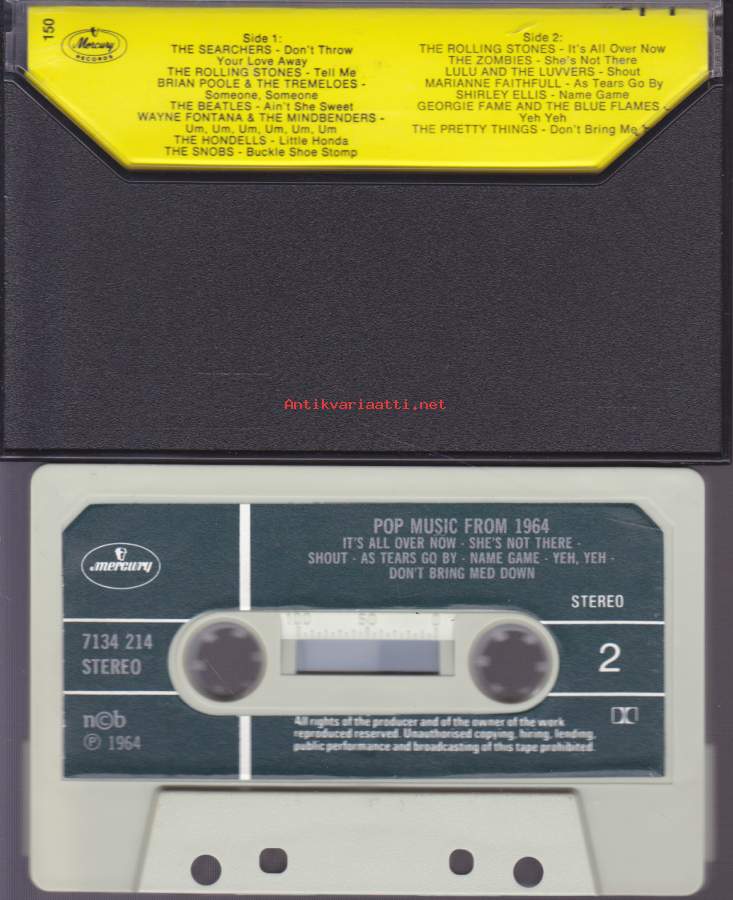 150
Mercury
RECORDS
Side 1:
THE SEARCHERS - Don't Throw
Your Love Away
THE ROLLING STONES - Tell Me
BRIAN POOLE & THE TREMELOES -
Someone, Someone
THE BEATLES - Ain't She Sweet
WAYNE FONTANA & THE MINDBENDERS -
Um, Um, Um, Um, Um, Um
THE HONDELLS - Little Honda
THE SNOBS - Buckle Shoe Stomp
Side 2:
THE ROLLING STONES - It's All Over Now
THE ZOMBIES - She's Not There
LULU AND THE LUVVERS - Shout
MARIANNE FAITHFULL - As Tears Go By
SHIRLEY ELLIS - Name Game
GEORGIE FAME AND THE BLUE FLAMES -
Yeh Yeh
THE PRETTY THINGS - Don't Bring Me
Antikvariaatti.net
POP MUSIC FROM 1964
IT'S ALL OVER NOW - SHE'S NOT THERE -
SHOUT - AS TEARS GO BY - NAME GAME - YEH, YEH -
DON'T BRING MED DOWN
mercury
STEREO
100 50 0
7134 214
STEREO
2
n©b
℗ 1964
All rights of the producer and of the owner of the work
reproduced reserved. Unauthorised copying, hiring, lending,
public performance and broadcasting of this tape prohibited.